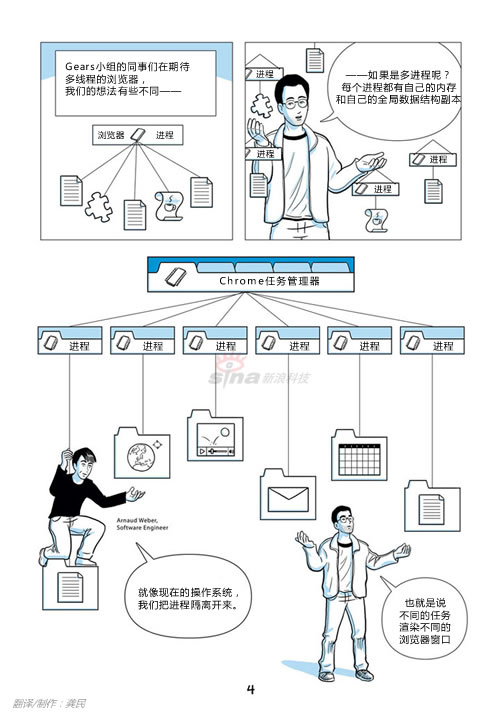 Gears小组的同事们在期待
多线程的浏览器，
我们的想法有些不同——
浏览器 进程
进程
——如果是多进程呢？
每个进程都有自己的内存
和自己的全局数据结构副本
进程
进程
进程
Chrome任务管理器
进程 进程 进程 进程 进程 进程
sina新浪科技
Arnaud Weber,
Software Engineer
就像现在的操作系统，
我们把进程隔离开来。
也就是说
不同的任务
渲染不同的
浏览器窗口
4
翻译/制作：龚民